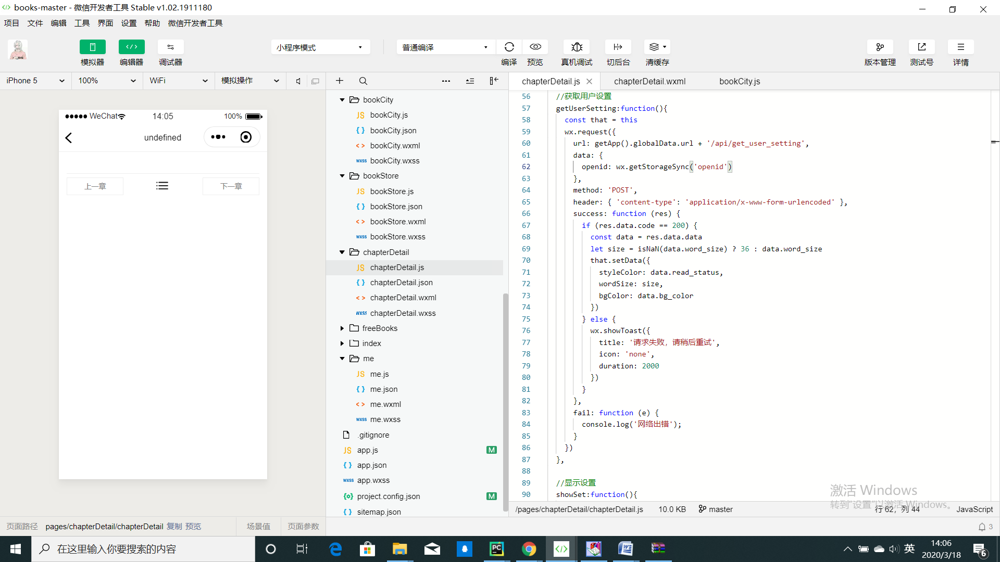 books-master - 微信开发者工具 Stable v1.02.1911180
项目 文件 编辑 工具 界面 设置 帮助 微信开发者工具
小程序模式 普通编译
模拟器 编辑器 调试器 编译 预览 真机调试 切后台 清缓存 版本管理 测试号 详情
iPhone 5 100% WiFi 模拟操作
WeChat 14:05 100%
undefined
上一章 下一章
bookCity
JS bookCity.js
{ } bookCity.json
< > bookCity.wxml
wxss bookCity.wxss
bookStore
JS bookStore.js
{ } bookStore.json
< > bookStore.wxml
wxss bookStore.wxss
chapterDetail
JS chapterDetail.js
{ } chapterDetail.json
< > chapterDetail.wxml
wxss chapterDetail.wxss
freeBooks
index
me
JS me.js
{ } me.json
< > me.wxml
wxss me.wxss
.gitignore
JS app.js M
{ } app.json
wxss app.wxss
project.config.json M
{ } sitemap.json
chapterDetail.js chapterDetail.wxml bookCity.js
56 //获取用户设置
57 getUserSetting:function(){
58 const that = this
59 wx.request({
60 url: getApp().globalData.url + '/api/get_user_setting',
61 data: {
62 openid: wx.getStorageSync('openid')
63 },
64 method: 'POST',
65 header: { 'content-type': 'application/x-www-form-urlencoded' },
66 success: function (res) {
67 if (res.data.code == 200) {
68 const data = res.data.data
69 let size = isNaN(data.word_size) ? 36 : data.word_size
70 that.setData({
71 styleColor: data.read_status,
72 wordSize: size,
73 bgColor: data.bg_color
74 })
75 } else {
76 wx.showToast({
77 title: '请求失败，请稍后重试',
78 icon: 'none',
79 duration: 2000
80 })
81 }
82 },
83 fail: function (e) {
84 console.log('网络出错');
85 }
86 })
87 },
88
89 //显示设置
90 showSet:function(){
激活 Windows
转到"设置"以激活 Windows。
/pages/chapterDetail/chapterDetail.js 10.0 KB master 行 62，列 44 JavaScript
页面路径 pages/chapterDetail/chapterDetail 复制 预览 场景值 页面参数 3
在这里输入你要搜索的内容
PC
英
14:06
2020/3/18
6